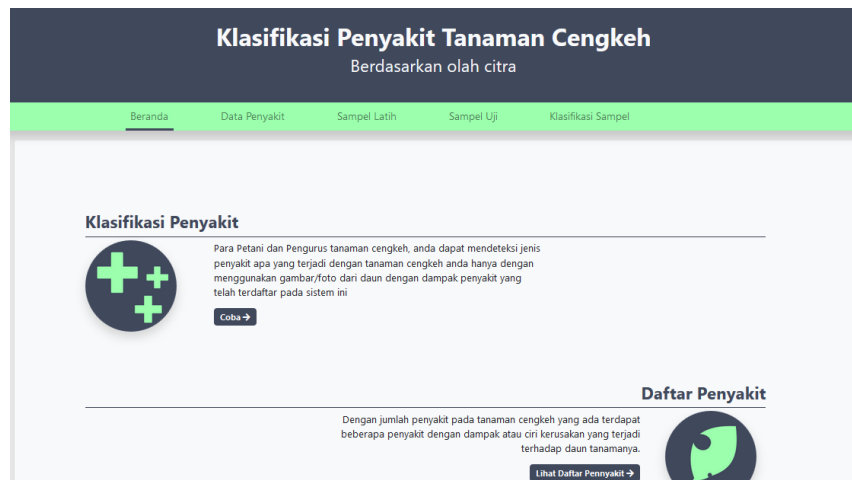 Klasifikasi Penyakit Tanaman Cengkeh
Berdasarkan olah citra
Beranda Data Penyakit Sampel Latih Sampel Uji Klasifikasi Sampel
Klasifikasi Penyakit
Para Petani dan Pengurus tanaman cengkeh, anda dapat mendeteksi jenis
penyakit apa yang terjadi dengan tanaman cengkeh anda hanya dengan
menggunakan gambar/foto dari daun dengan dampak penyakit yang
telah terdaftar pada sistem ini
Coba →
Daftar Penyakit
Dengan jumlah penyakit pada tanaman cengkeh yang ada terdapat
beberapa penyakit dengan dampak atau ciri kerusakan yang terjadi
terhadap daun tanamanya.
Lihat Daftar Pennyakit →